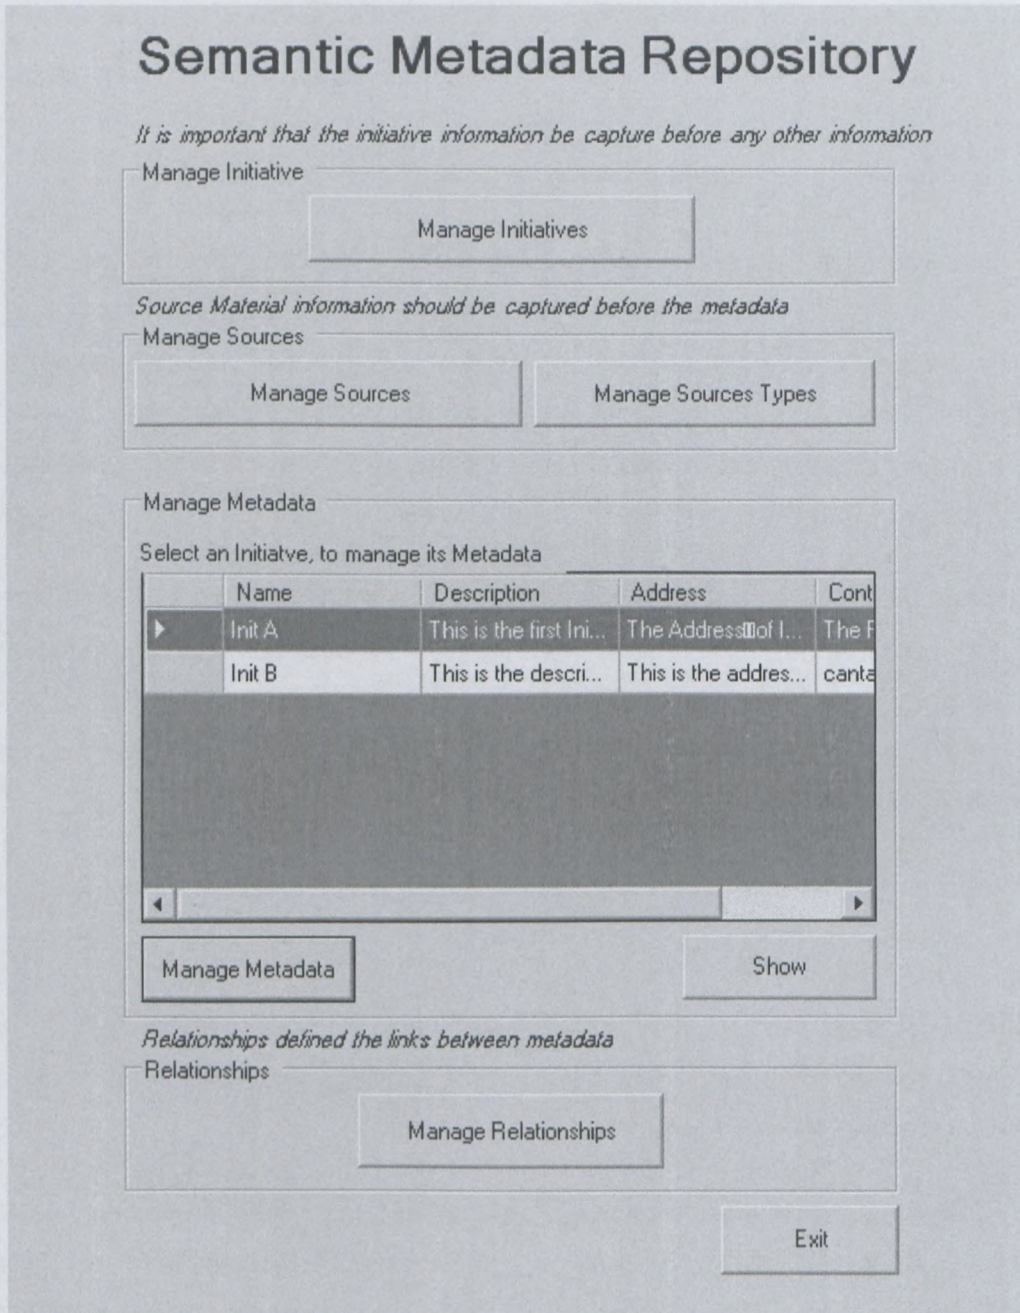 Semantic Metadata Repository
It is important that the initiative information be capture before any other information
Manage Initiative
Manage Initiatives
Source Material information should be captured before the metadata
Manage Sources
Manage Sources Manage Sources Types
Manage Metadata
Select an Initiatve, to manage its Metadata
Name Description Address Cont
Init A This is the first Ini... The Address▯▯of I... The F
Init B This is the descri... This is the addres... canta
Manage Metadata Show
Relationships defined the links between metadata
Relationships
Manage Relationships
Exit